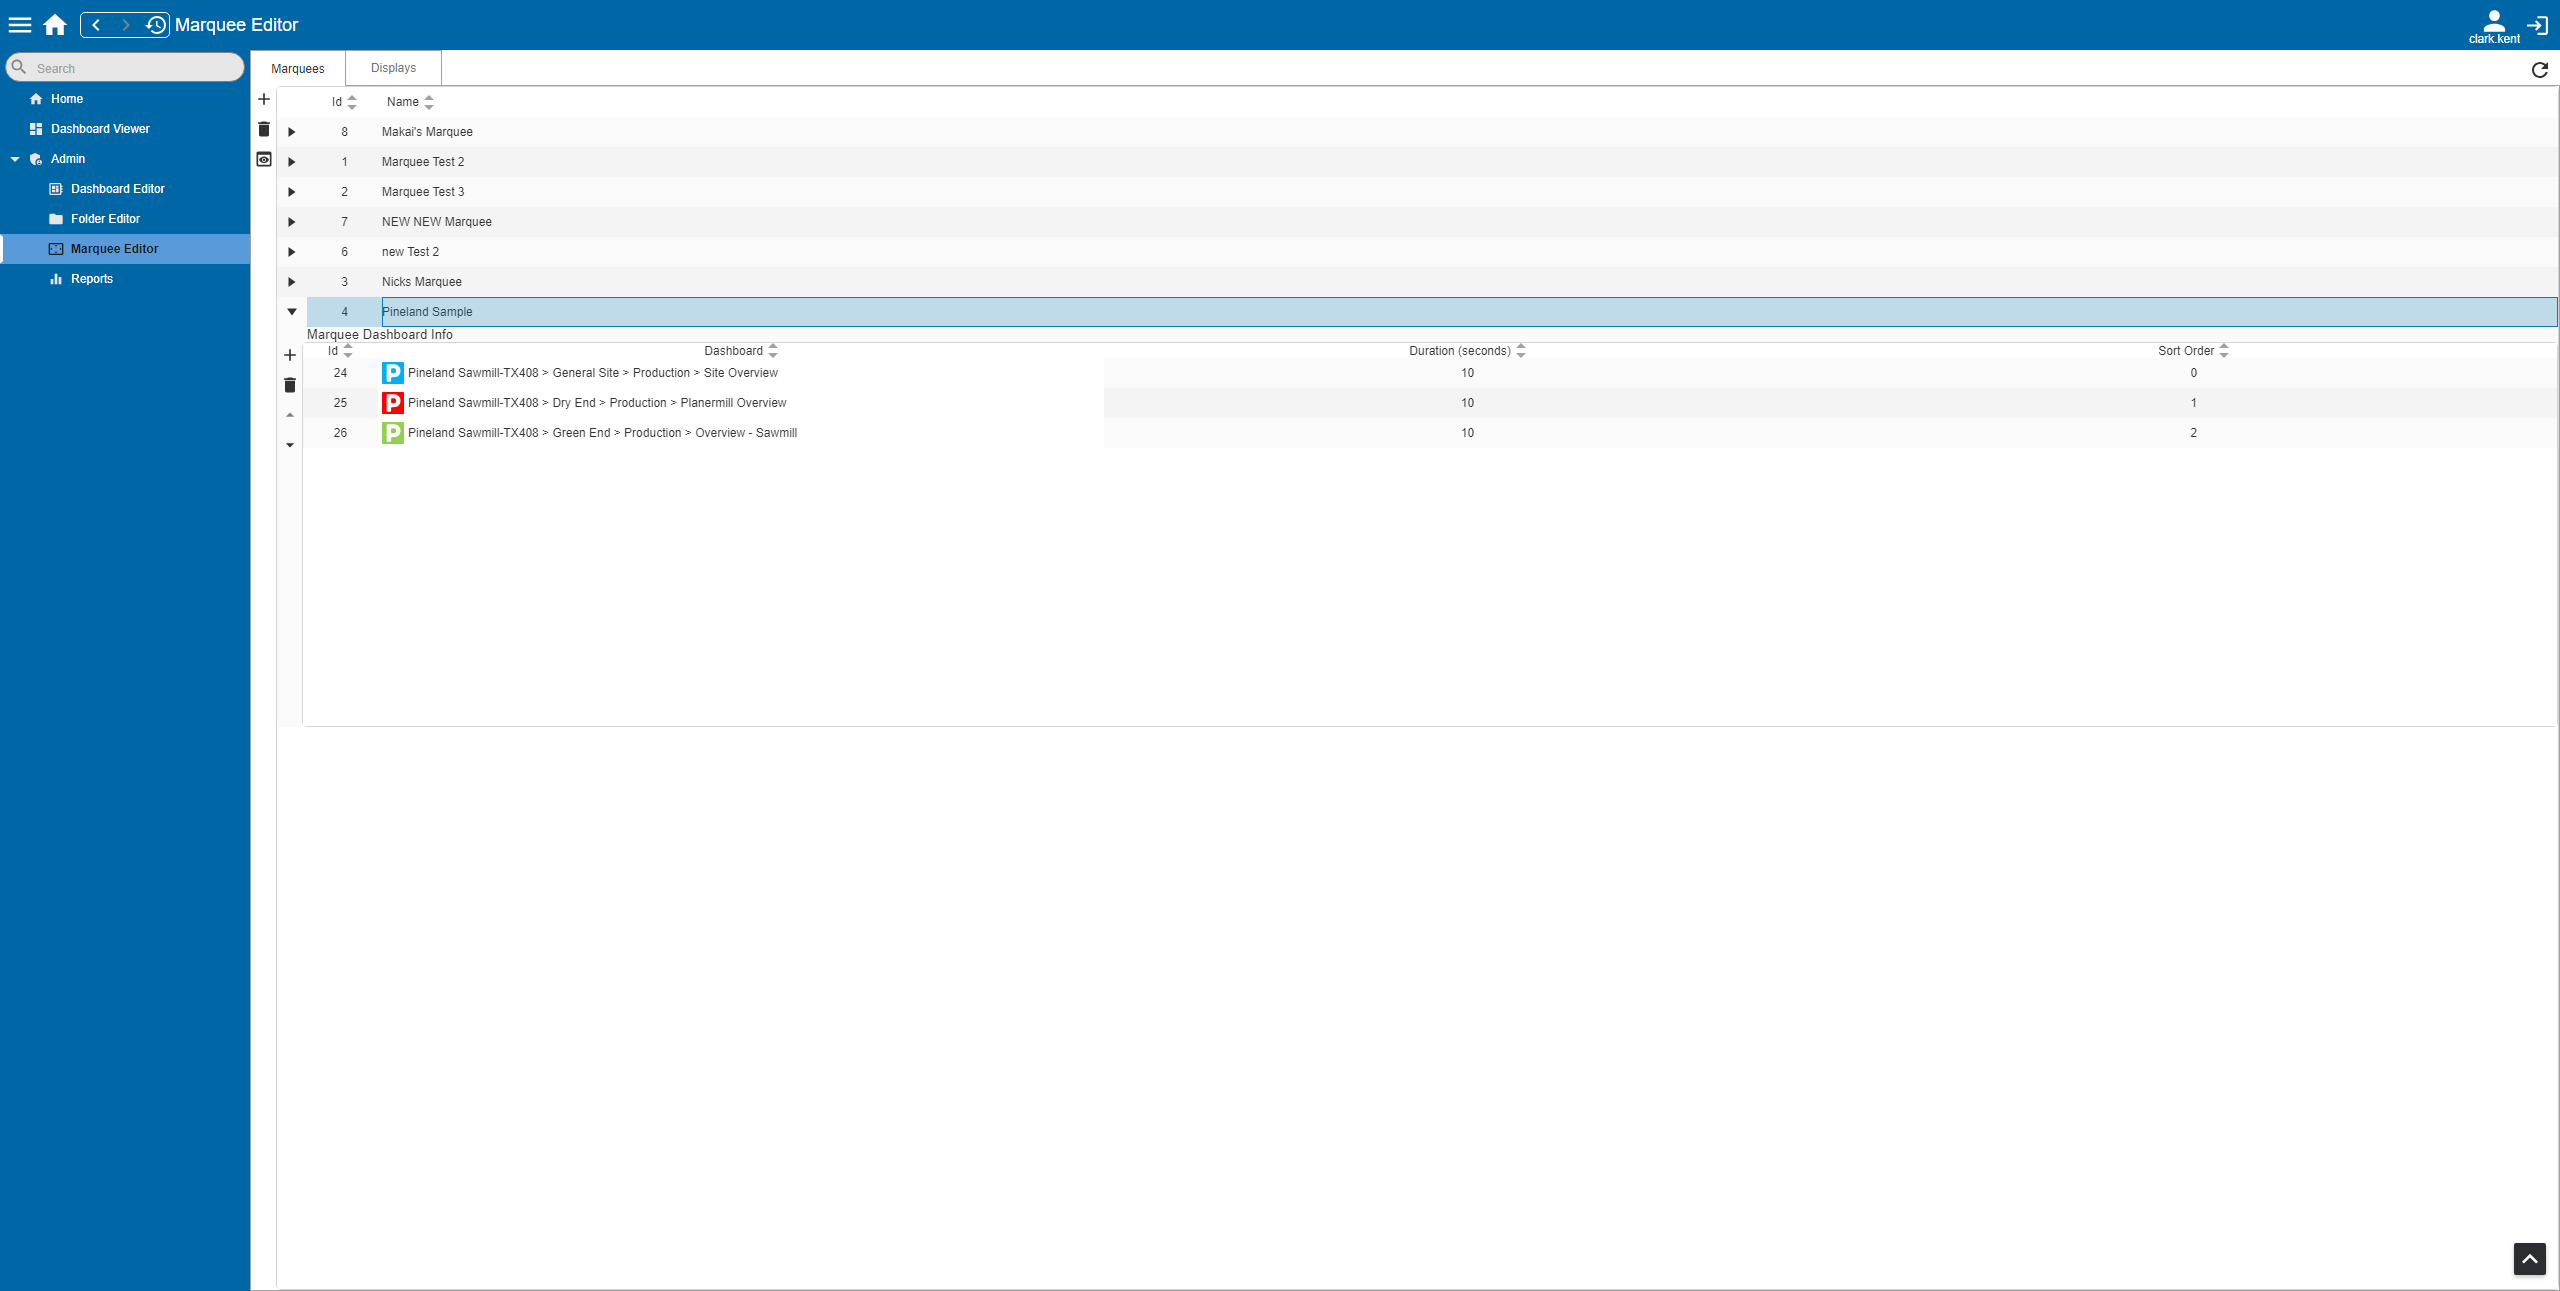 Marquee Editor
clark.kent
Search
Home
Dashboard Viewer
Admin
Dashboard Editor
Folder Editor
Marquee Editor
Reports
Marquees Displays
Id Name
8 Makai's Marquee
1 Marquee Test 2
2 Marquee Test 3
7 NEW NEW Marquee
6 new Test 2
3 Nicks Marquee
4 Pineland Sample
Marquee Dashboard Info
Id Dashboard Duration (seconds) Sort Order
24 P Pineland Sawmill-TX408 > General Site > Production > Site Overview 10 0
25 P Pineland Sawmill-TX408 > Dry End > Production > Planermill Overview 10 1
26 P Pineland Sawmill-TX408 > Green End > Production > Overview - Sawmill 10 2